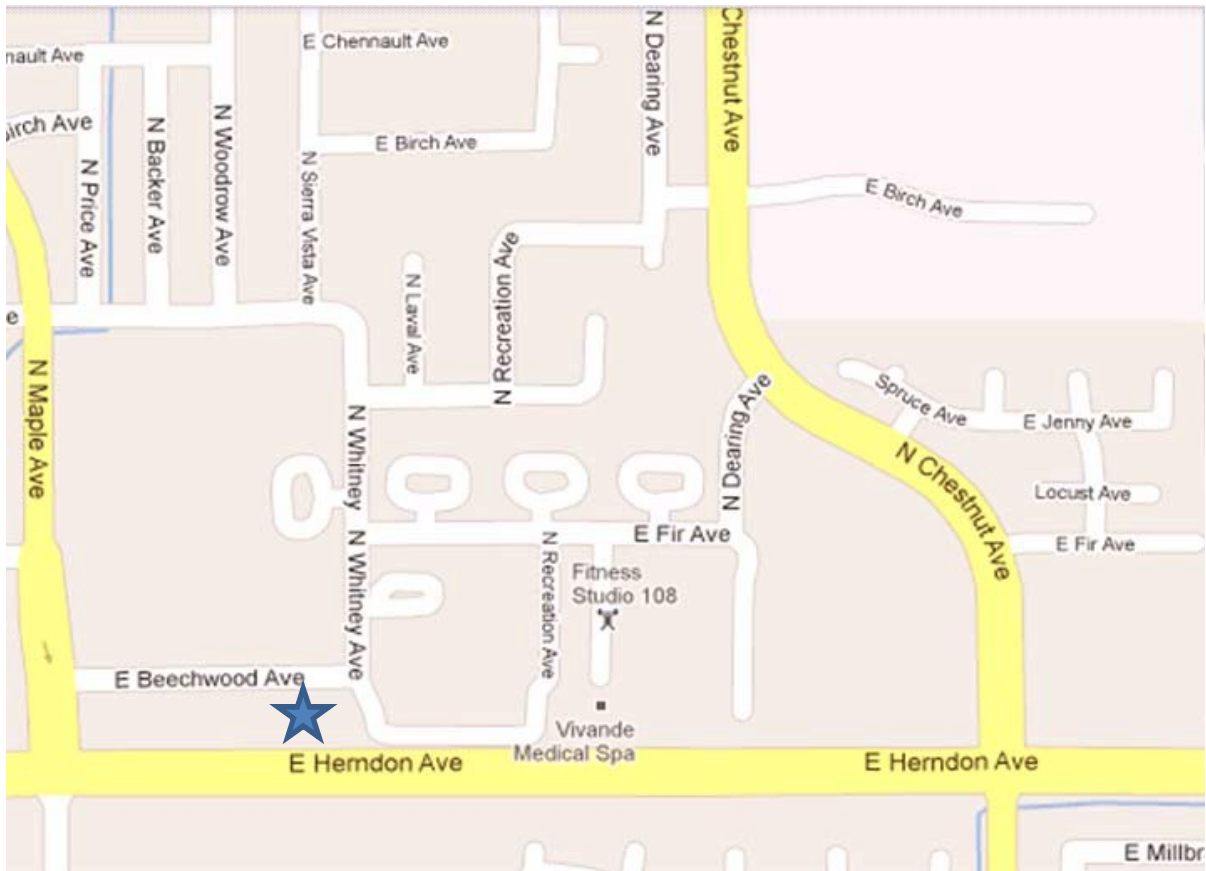 E Chennault Ave
nault Ave
N Dearing Ave
Chestnut Ave
irch Ave
N Price Ave
N Backer Ave
N Woodrow Ave
E Birch Ave
N Sierra Vista Ave
E Birch Ave
N Recreation Ave
N Laval Ave
e
N Maple Ave
N Dearing Ave
Spruce Ave
E Jenny Ave
N Whitney
N Chestnut Ave
Locust Ave
E Fir Ave
E Fir Ave
N Whitney Ave
N Recreation Ave
Fitness
Studio 108
E Beechwood Ave
Vivande
Medical Spa
E Herndon Ave
E Herndon Ave
E Millbr